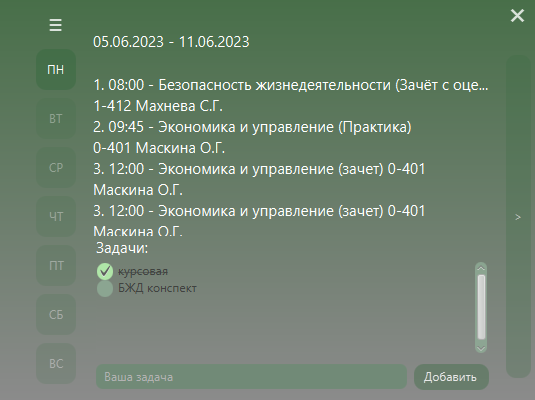 ☰
✕
05.06.2023 - 11.06.2023
ПН
ВТ
СР
ЧТ
ПТ
СБ
ВС
1. 08:00 - Безопасность жизнедеятельности (Зачёт с оце...
1-412 Махнева С.Г.
2. 09:45 - Экономика и управление (Практика)
0-401 Маскина О.Г.
3. 12:00 - Экономика и управление (зачет) 0-401
Маскина О.Г.
3. 12:00 - Экономика и управление (зачет) 0-401
Маскина О.Г.
>
Задачи:
курсовая
БЖД конспект
Ваша задача
Добавить